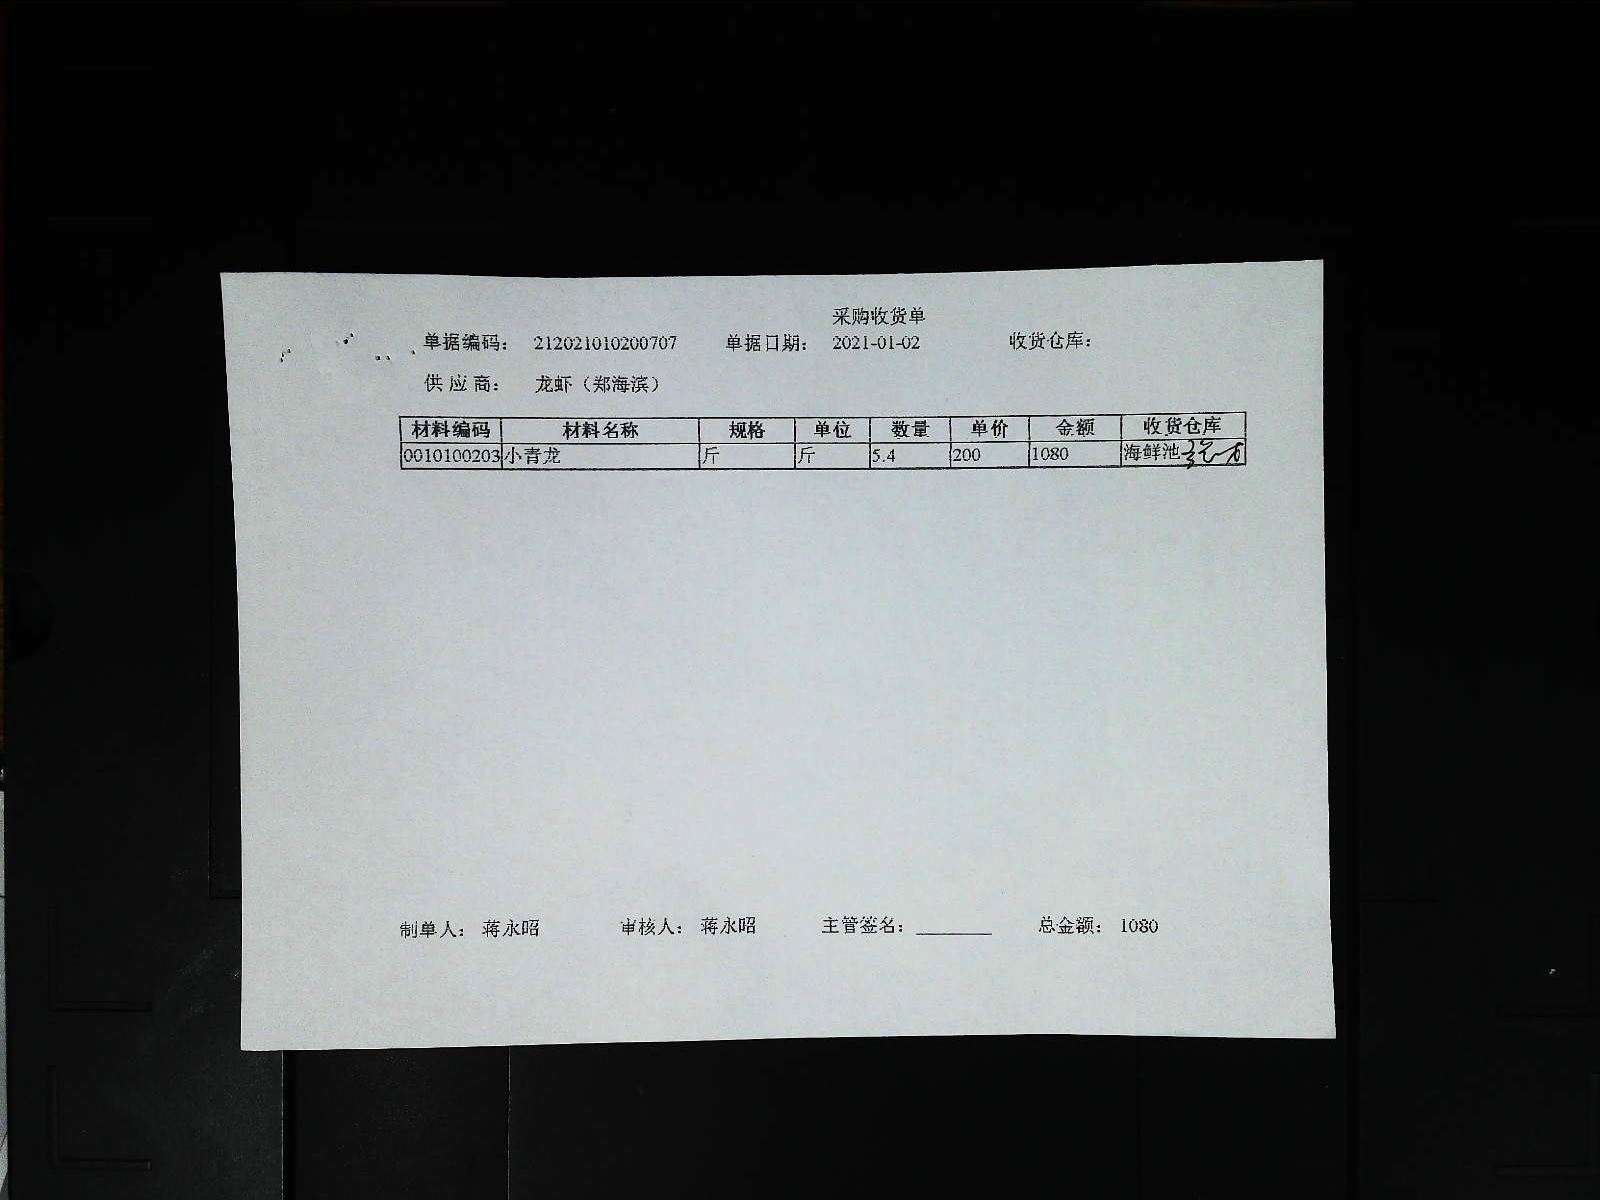 采购收货单
单据编码： 212021010200707 单据日期： 2021-01-02 收货仓库：
供 应 商： 龙虾（郑海滨）
材料编码 材料名称 规格 单位 数量 单价 金额 收货仓库
0010100203 小青龙 斤 斤 5.4 200 1080 海鲜池
制单人： 蒋永昭 审核人： 蒋永昭 主管签名：________ 总金额： 1080